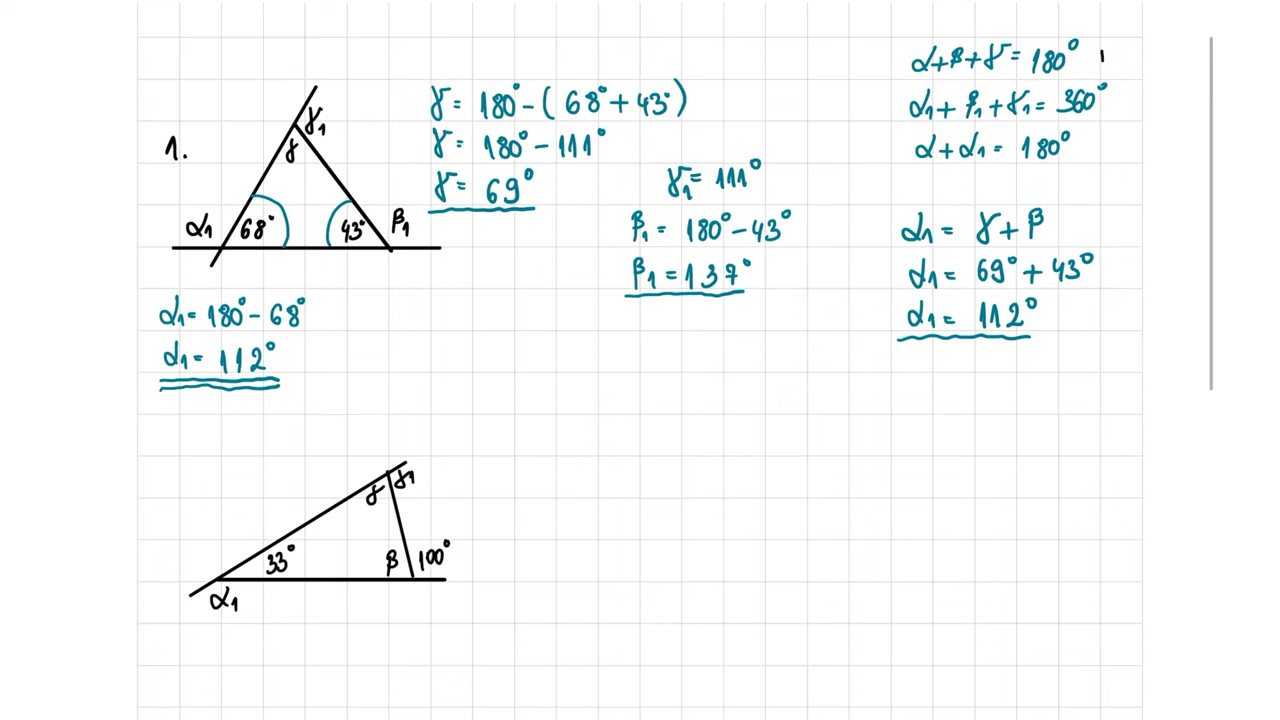 α+β+γ=180°
α₁+β₁+γ₁=360°
α+α₁=180°
1.
γ₁
γ
α₁
68°
43°
β₁
γ=180°-(68°+43°)
γ=180°-111°
γ=69°
γ₁=111°
β₁=180°-43°
β₁=137°
α₁=γ+β
α₁=69°+43°
α₁=112°
α₁=180°-68°
α₁=112°
γ γ₁
33°
β 100°
α₁